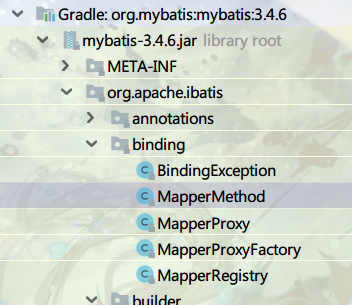 Gradle: org.mybatis:mybatis:3.4.6
mybatis-3.4.6.jar library root
META-INF
org.apache.ibatis
annotations
binding
BindingException
MapperMethod
MapperProxy
MapperProxyFactory
MapperRegistry
builder